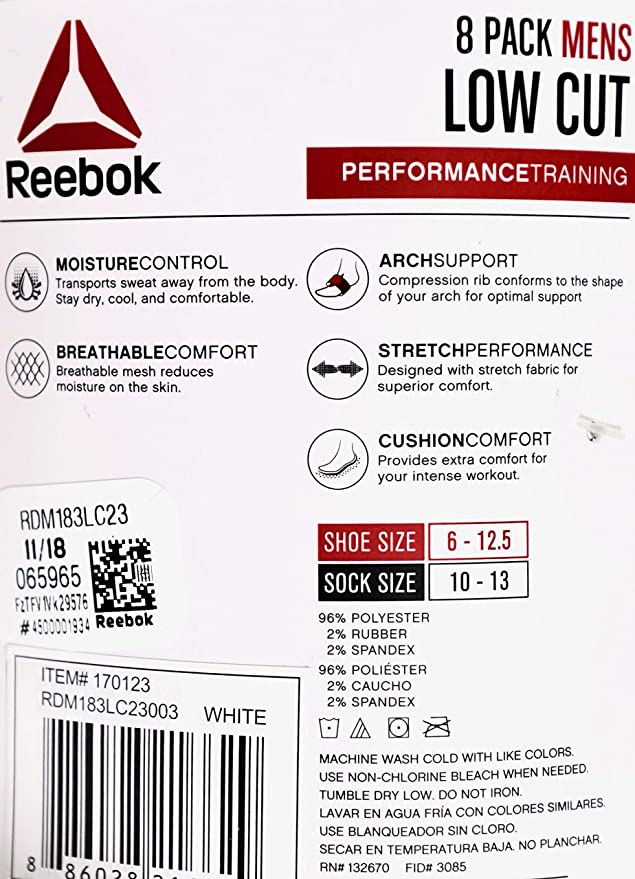 8 PACK MENS
LOW CUT
PERFORMANCETRAINING
Reebok
MOISTURECONTROL
Transports sweat away from the body.
Stay dry, cool, and comfortable.
BREATHABLECOMFORT
Breathable mesh reduces
moisture on the skin.
ARCHSUPPORT
Compression rib conforms to the shape
of your arch for optimal support
STRETCHPERFORMANCE
Designed with stretch fabric for
superior comfort.
CUSHIONCOMFORT
Provides extra comfort for
your intense workout.
RDM183LC23
11/18
065965
FzTFV1Vk29576
#4500001934 Reebok
SHOE SIZE 6 - 12.5
SOCK SIZE 10 - 13
96% POLYESTER
2% RUBBER
2% SPANDEX
96% POLIÉSTER
2% CAUCHO
2% SPANDEX
MACHINE WASH COLD WITH LIKE COLORS.
USE NON-CHLORINE BLEACH WHEN NEEDED.
TUMBLE DRY LOW. DO NOT IRON.
LAVAR EN AGUA FRÍA CON COLORES SIMILARES.
USE BLANQUEADOR SIN CLORO.
SECAR EN TEMPERATURA BAJA. NO PLANCHAR.
RN# 132670 FID# 3085
ITEM# 170123
RDM183LC23003 WHITE